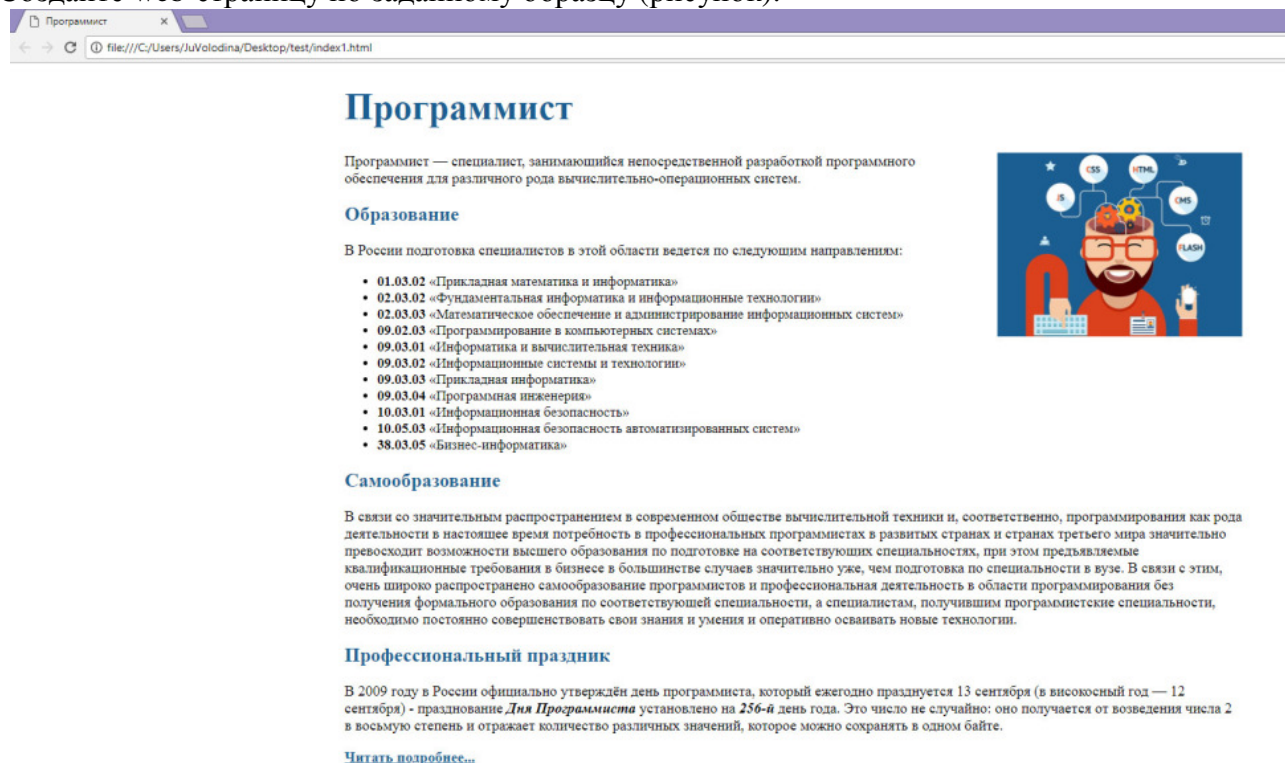 Создайте web-страницу по заданному образцу (рисунок).
Программист
file:///C:/Users/JuVolodina/Desktop/test/index1.html
Программист
Программист — специалист, занимающийся непосредственной разработкой программного
обеспечения для различного рода вычислительно-операционных систем.
CSS
HTML
JS
CMS
FLASH
Образование
В России подготовка специалистов в этой области ведется по следующим направлениям:
• 01.03.02 «Прикладная математика и информатика»
• 02.03.02 «Фундаментальная информатика и информационные технологии»
• 02.03.03 «Математическое обеспечение и администрирование информационных систем»
• 09.02.03 «Программирование в компьютерных системах»
• 09.03.01 «Информатика и вычислительная техника»
• 09.03.02 «Информационные системы и технологии»
• 09.03.03 «Прикладная информатика»
• 09.03.04 «Программная инженерия»
• 10.03.01 «Информационная безопасность»
• 10.05.03 «Информационная безопасность автоматизированных систем»
• 38.03.05 «Бизнес-информатика»
Самообразование
В связи со значительным распространением в современном обществе вычислительной техники и, соответственно, программирования как рода
деятельности в настоящее время потребность в профессиональных программистах в развитых странах и странах третьего мира значительно
превосходит возможности высшего образования по подготовке на соответствующих специальностях, при этом предъявляемые
квалификационные требования в бизнесе в большинстве случаев значительно уже, чем подготовка по специальности в вузе. В связи с этим,
очень широко распространено самообразование программистов и профессиональная деятельность в области программирования без
получения формального образования по соответствующей специальности, а специалистам, получившим программистские специальности,
необходимо постоянно совершенствовать свои знания и умения и оперативно осваивать новые технологии.
Профессиональный праздник
В 2009 году в России официально утверждён день программиста, который ежегодно празднуется 13 сентября (в високосный год — 12
сентября) - празднование Дня Программиста установлено на 256-й день года. Это число не случайно: оно получается от возведения числа 2
в восьмую степень и отражает количество различных значений, которое можно сохранять в одном байте.
Читать подробнее...